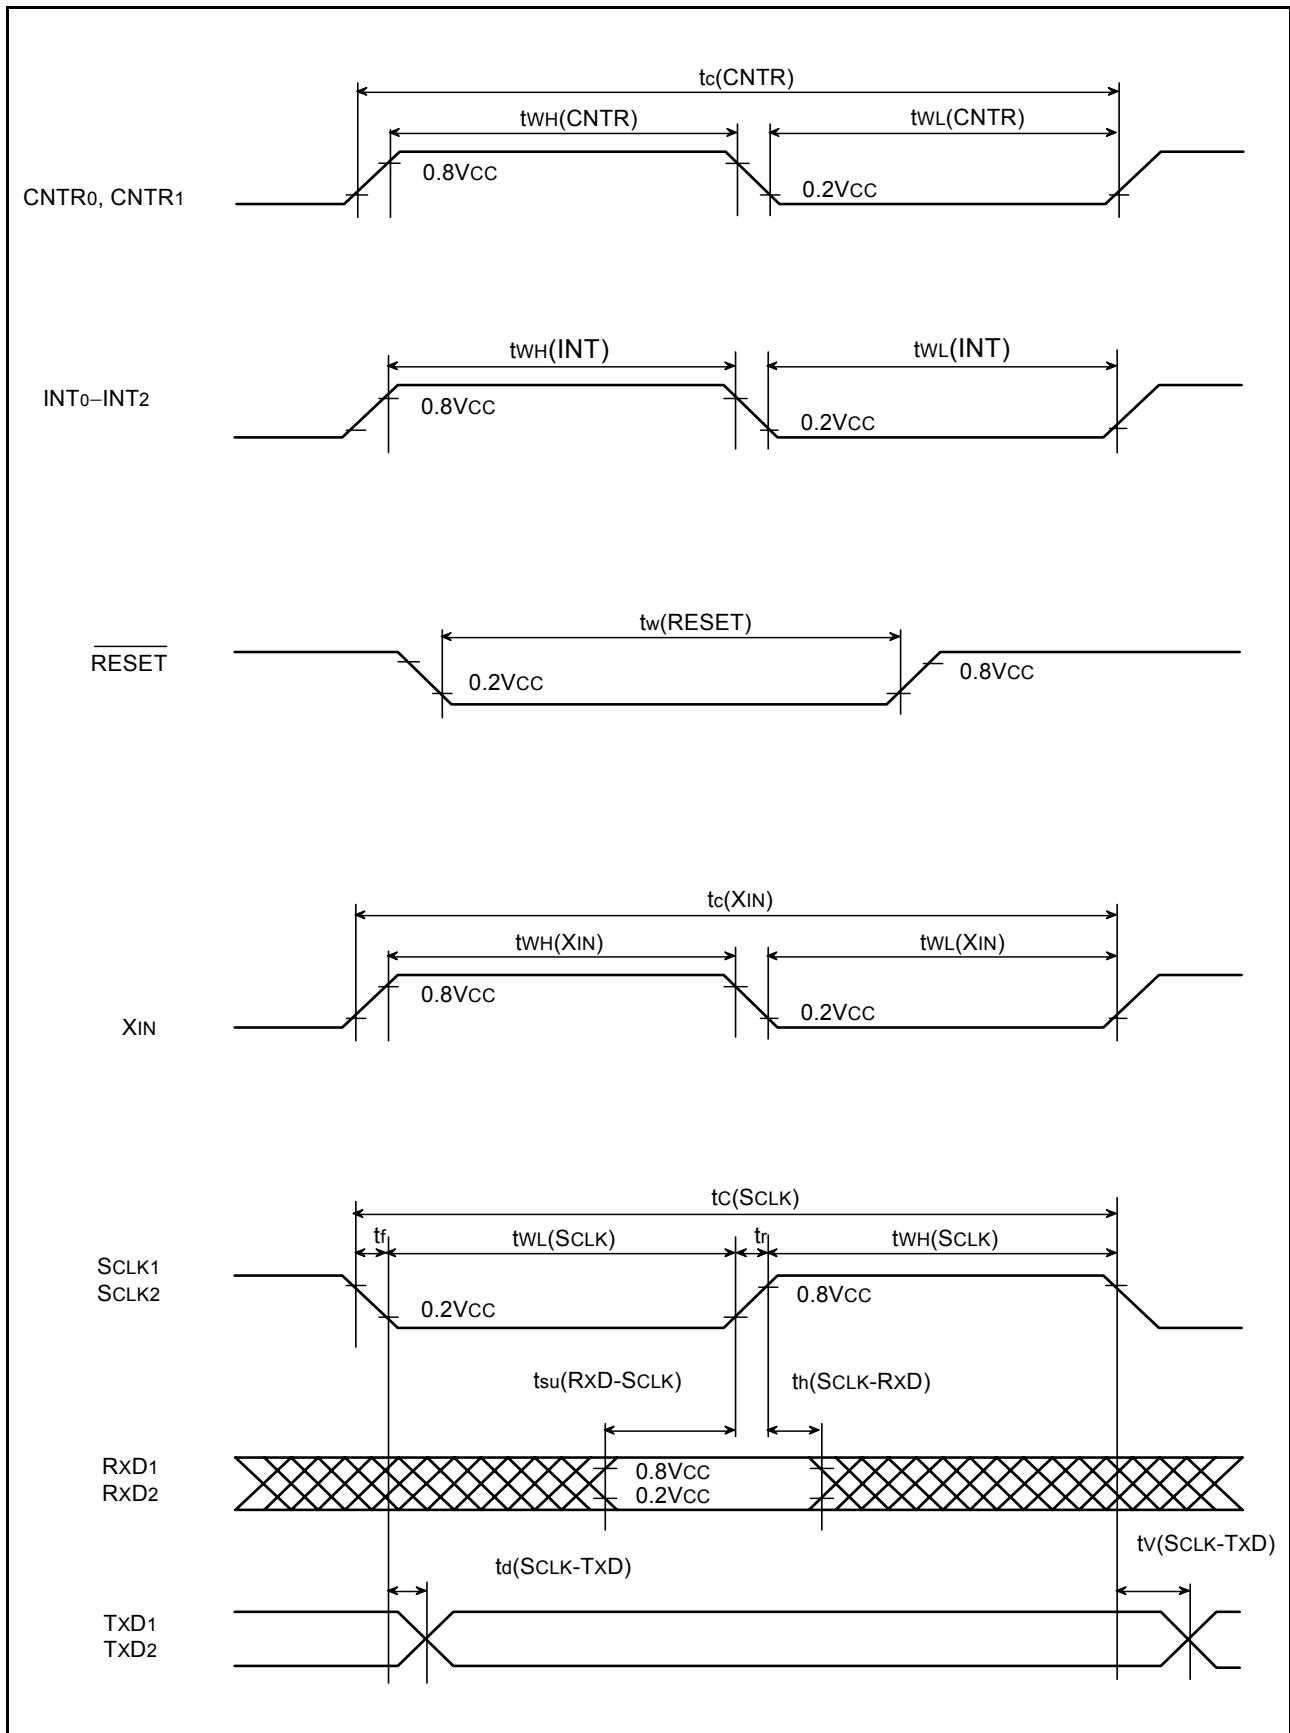 tc(CNTR)
tWH(CNTR)
tWL(CNTR)
0.8VCC
CNTR0, CNTR1
0.2VCC
tWH(INT)
tWL(INT)
INT0–INT2
0.8VCC
0.2VCC
tw(RESET)
RESET
0.2VCC
0.8VCC
tc(XIN)
tWH(XIN)
tWL(XIN)
0.8VCC
XIN
0.2VCC
tC(SCLK)
tf
tWL(SCLK)
tr
tWH(SCLK)
SCLK1
SCLK2
0.2VCC
0.8VCC
tsu(RXD-SCLK)
th(SCLK-RXD)
RXD1
RXD2
0.8VCC
0.2VCC
td(SCLK-TXD)
tV(SCLK-TXD)
TXD1
TXD2